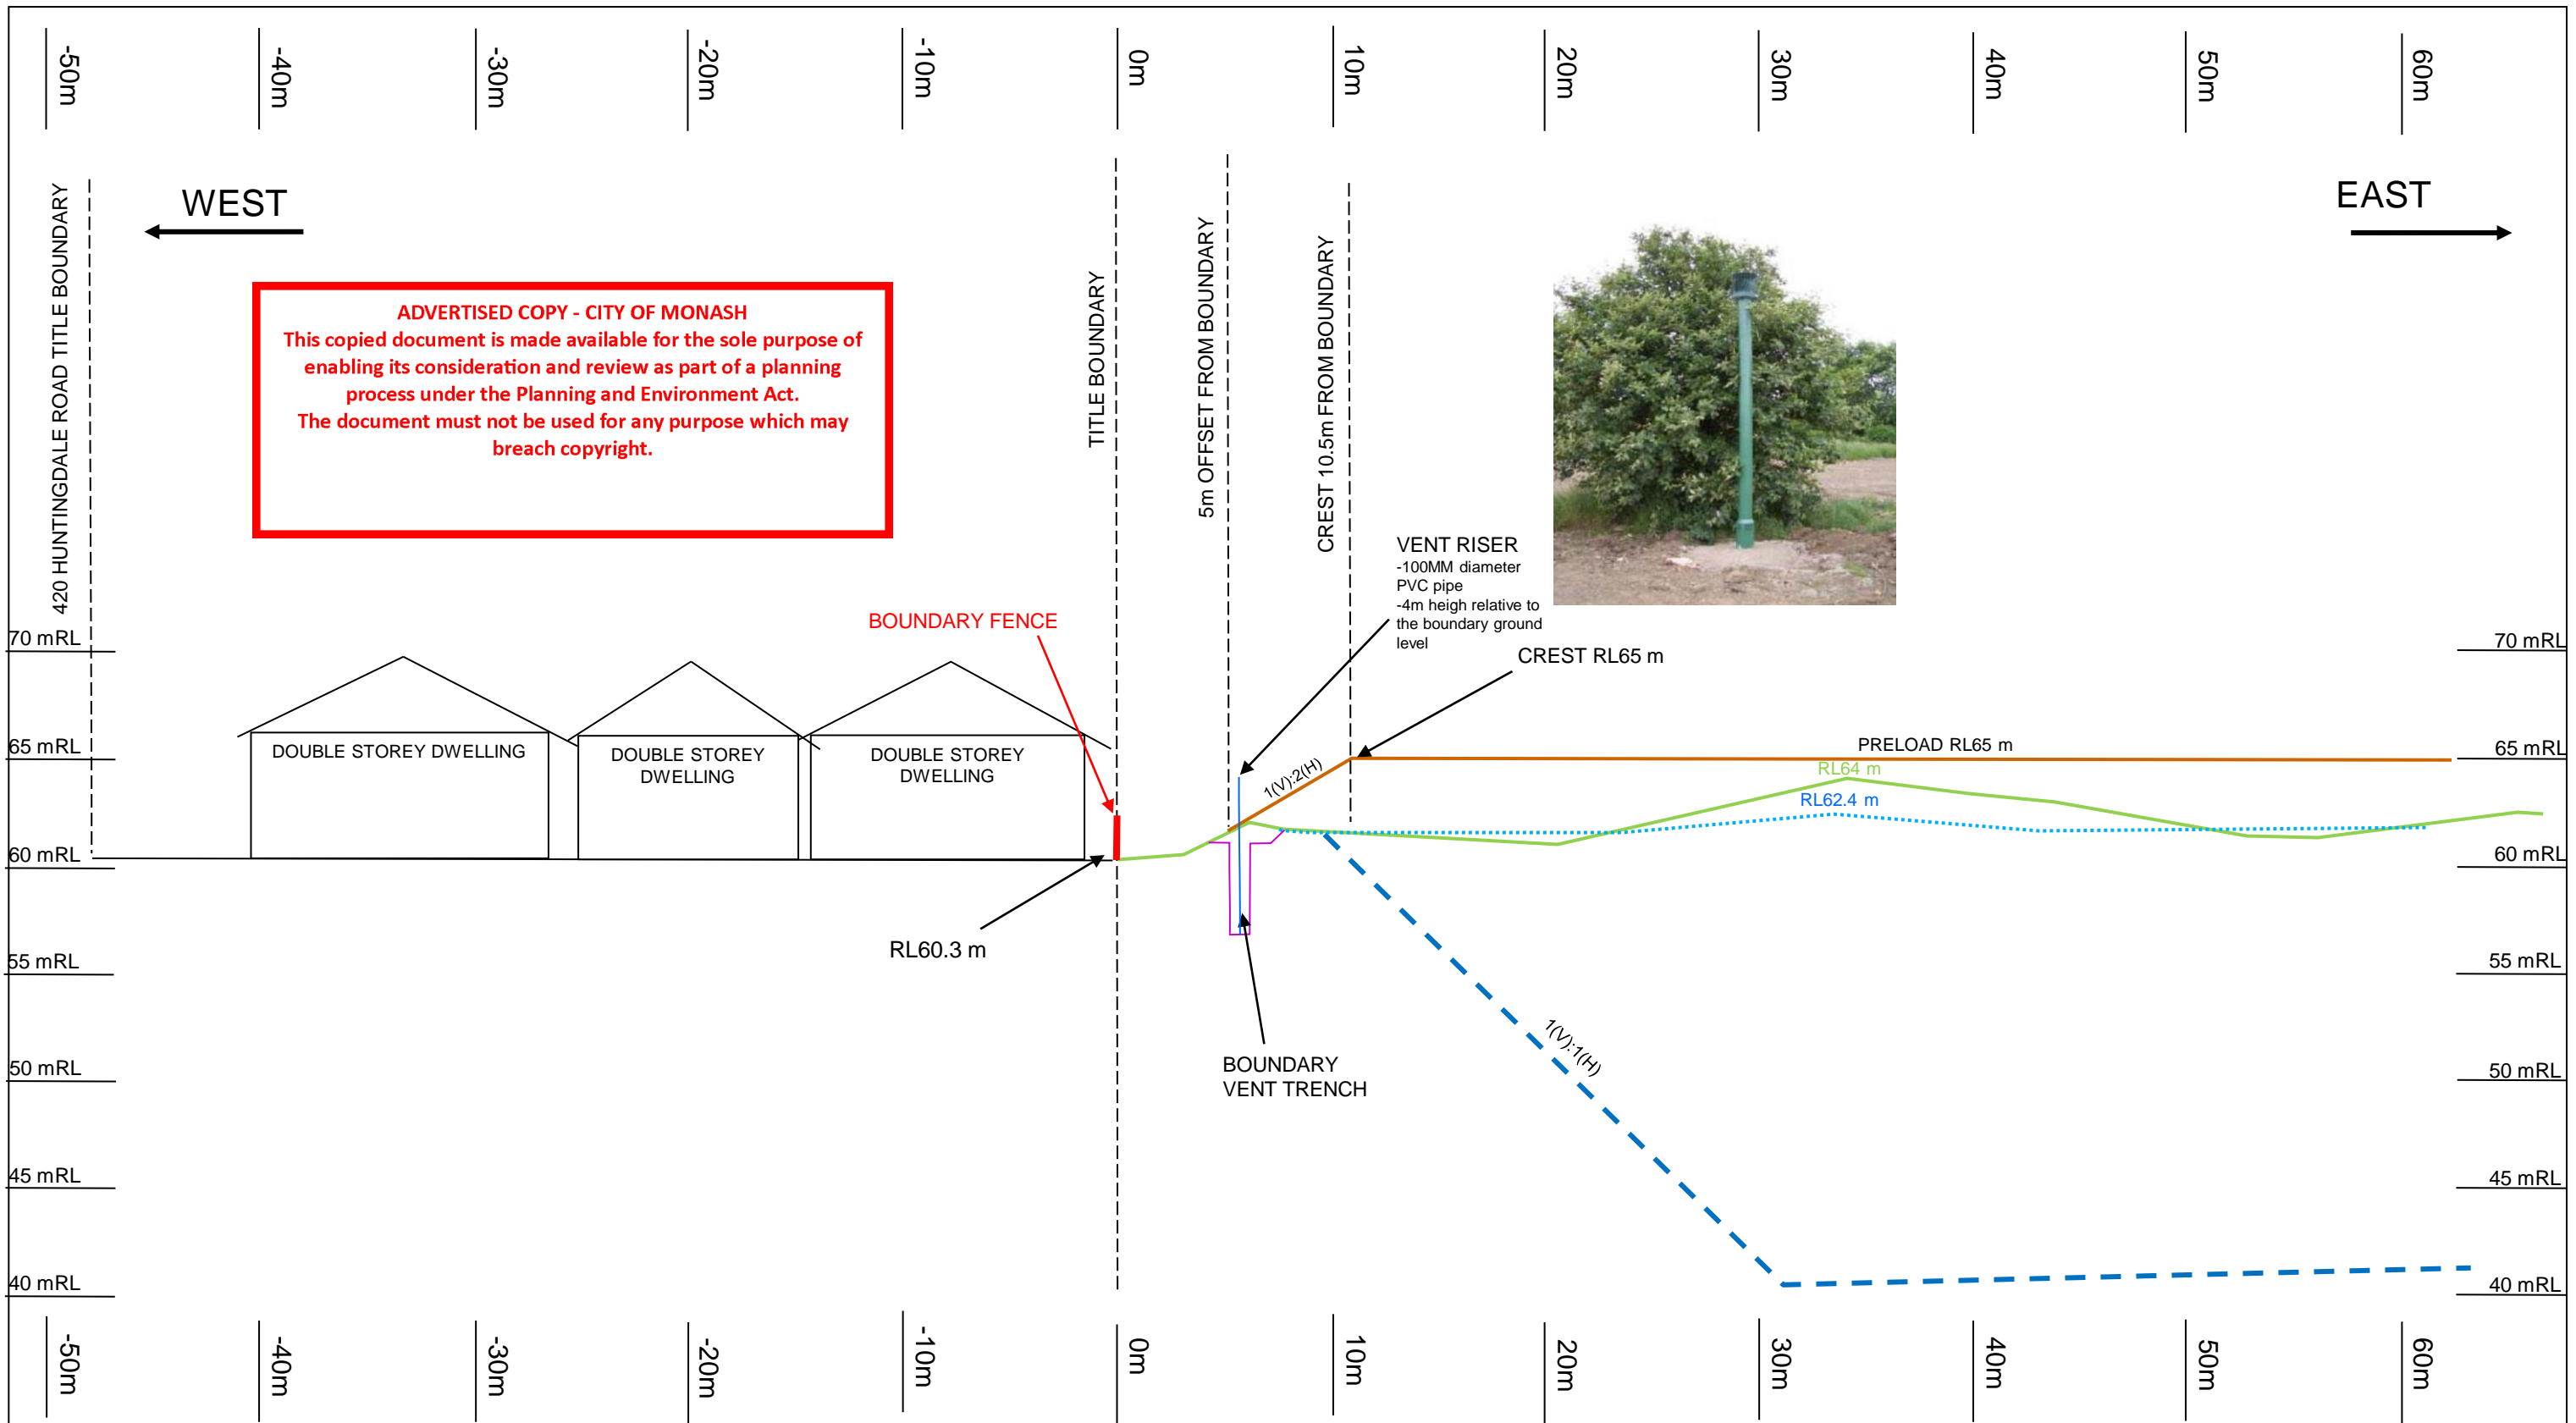 -50m
-40m
-30m
-20m
-10m
0m
10m
20m
30m
40m
50m
60m
WEST
EAST
420 HUNTINGDALE ROAD TITLE BOUNDARY
TITLE BOUNDARY
5m OFFSET FROM BOUNDARY
CREST 10.5m FROM BOUNDARY
ADVERTISED COPY - CITY OF MONASH
This copied document is made available for the sole purpose of
enabling its consideration and review as part of a planning
process under the Planning and Environment Act.
The document must not be used for any purpose which may
breach copyright.
VENT RISER
-100MM diameter
PVC pipe
-4m heigh relative to
the boundary ground
level
BOUNDARY FENCE
CREST RL65 m
70 mRL
70 mRL
65 mRL
65 mRL
DOUBLE STOREY DWELLING
DOUBLE STOREY
DWELLING
DOUBLE STOREY
DWELLING
1(V):2(H)
PRELOAD RL65 m
RL64 m
RL62.4 m
60 mRL
60 mRL
RL60.3 m
55 mRL
55 mRL
BOUNDARY
VENT TRENCH
1(V):1(H)
50 mRL
50 mRL
45 mRL
45 mRL
40 mRL
40 mRL
-50m
-40m
-30m
-20m
-10m
0m
10m
20m
30m
40m
50m
60m